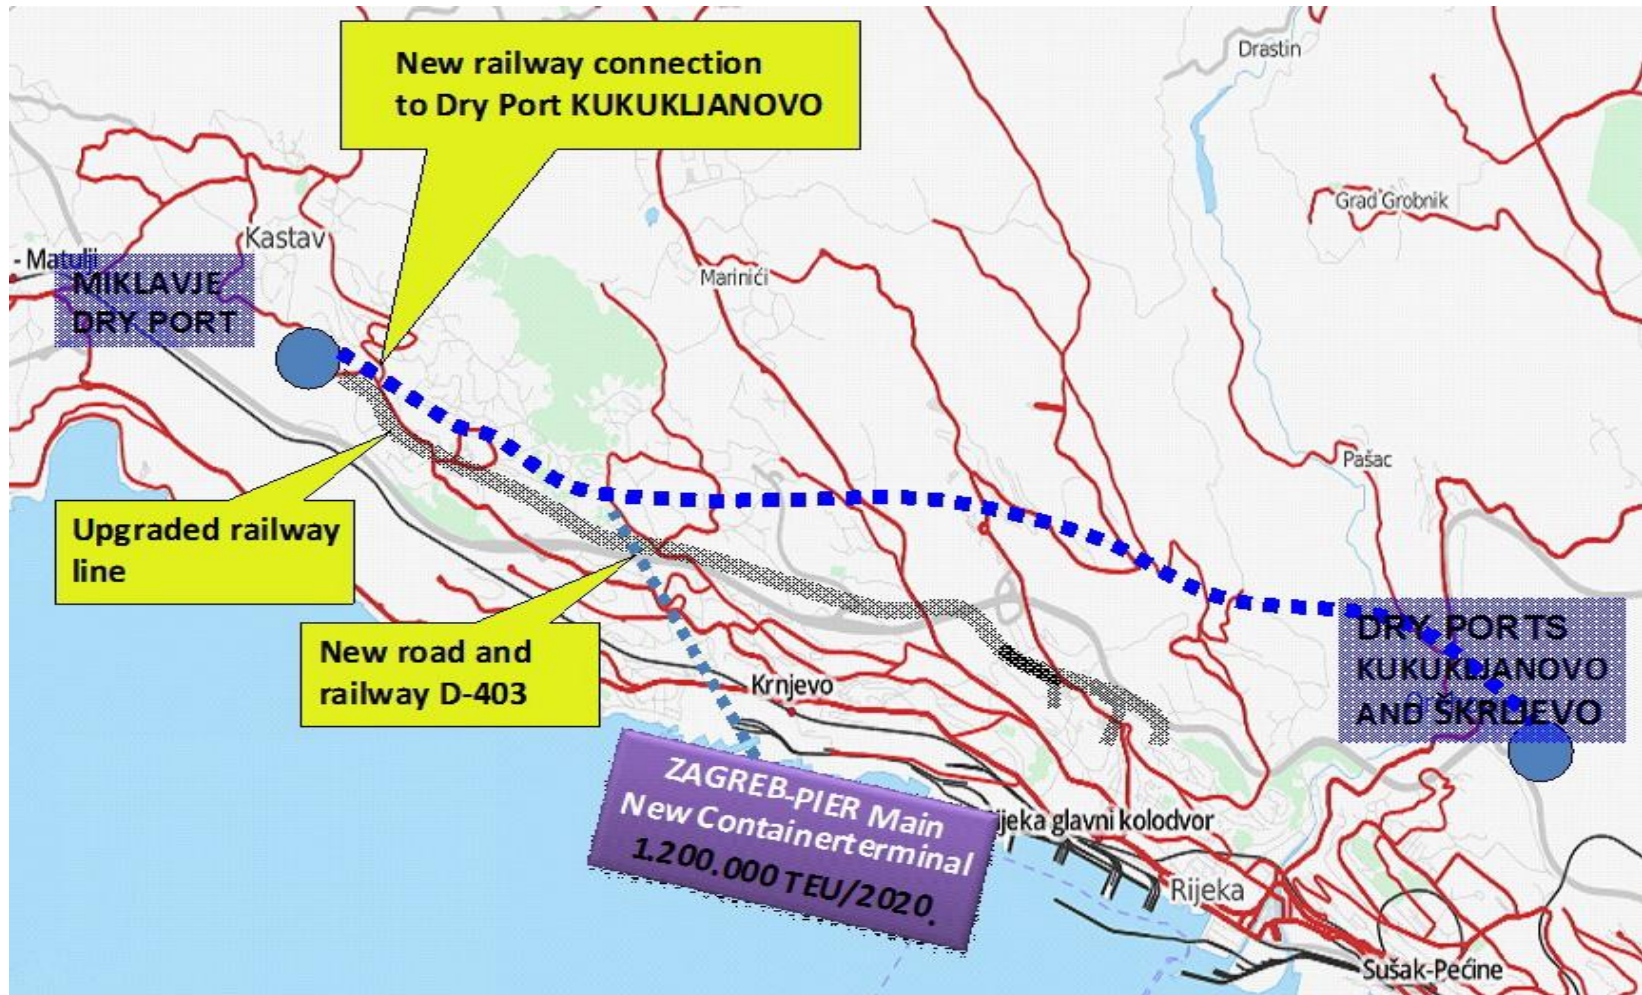 New railway connection
to Dry Port KUKUKLJANOVO
Drastin
Grad Grobnik
Kastav
- Matulji
MIKLAVJE
DRY PORT
Marinići
Pašac
Upgraded railway
line
New road and
railway D-403
Krnjevo
DRY PORTS
KUKUKLJANOVO
AND ŠKRLJEVO
ZAGREB-PIER Main
New Containerterminal
1.200.000 TEU/2020.
ijeka glavni kolodvor
Rijeka
Sušak-Pećine